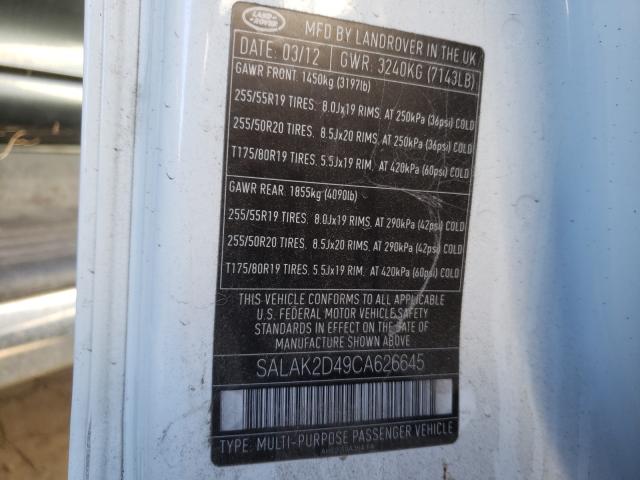 LAND ROVER
MFD BY LANDROVER IN THE UK
DATE: 03/12 GWR: 3240KG (7143LB)
GAWR FRONT: 1450kg (3197lb)
255/55R19 TIRES. 8.0Jx19 RIMS, AT 250kPa (36psi) COLD
255/50R20 TIRES. 8.5Jx20 RIMS, AT 250kPa (36psi) COLD
T175/80R19 TIRES. 5.5Jx19 RIM, AT 420kPa (60psi) COLD
GAWR REAR: 1855kg (4090lb)
255/55R19 TIRES. 8.0Jx19 RIMS, AT 290kPa (42psi) COLD
255/50R20 TIRES. 8.5Jx20 RIMS, AT 290kPa (42psi) COLD
T175/80R19 TIRES. 5.5Jx19 RIM, AT 420kPa (60psi) COLD
THIS VEHICLE CONFORMS TO ALL APPLICABLE
U.S. FEDERAL MOTOR VEHICLE SAFETY
STANDARDS IN EFFECT ON THE DATE OF
MANUFACTURE SHOWN ABOVE
SALAK2D49CA626645
TYPE: MULTI-PURPOSE PASSENGER VEHICLE